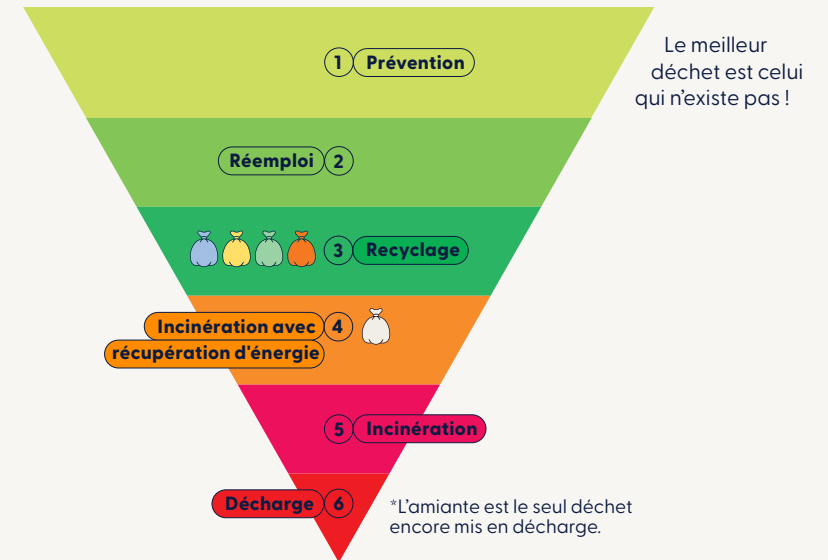 1 Prévention
Le meilleur
déchet est celui
qui n’existe pas !
Réemploi 2
3 Recyclage
Incinération avec 4
récupération d'énergie
5 Incinération
Décharge 6
*L’amiante est le seul déchet
encore mis en décharge.